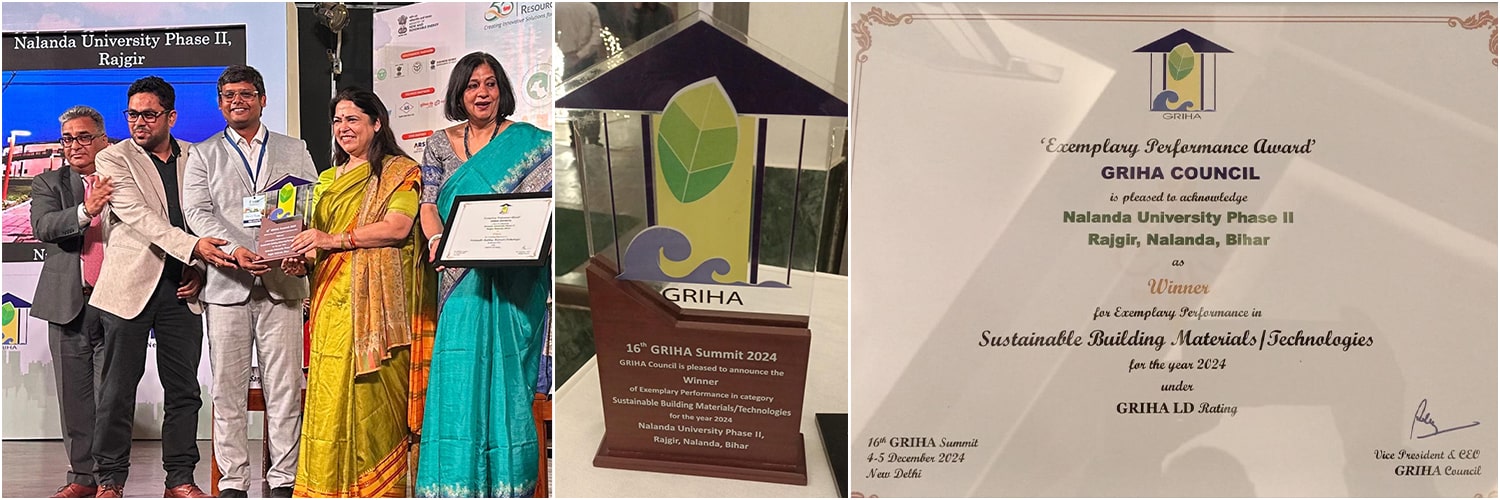 Nalanda University Phase II,
Rajgir
RESOUR
Creating Innovative Solutions for
GRIHA
GRIHA
16th GRIHA Summit 2024
GRIHA Council is pleased to announce the
Winner
of Exemplary Performance in category
Sustainable Building Materials/Technologies
for the year 2024
Nalanda University Phase II,
Rajgir, Nalanda, Bihar
GRIHA
‘Exemplary Performance Award’
GRIHA COUNCIL
is pleased to acknowledge
Nalanda University Phase II
Rajgir, Nalanda, Bihar
as
Winner
for Exemplary Performance in
Sustainable Building Materials/Technologies
for the year 2024
under
GRIHA LD Rating
16th GRIHA Summit
4-5 December 2024
New Delhi
Vice President & CEO
GRIHA Council